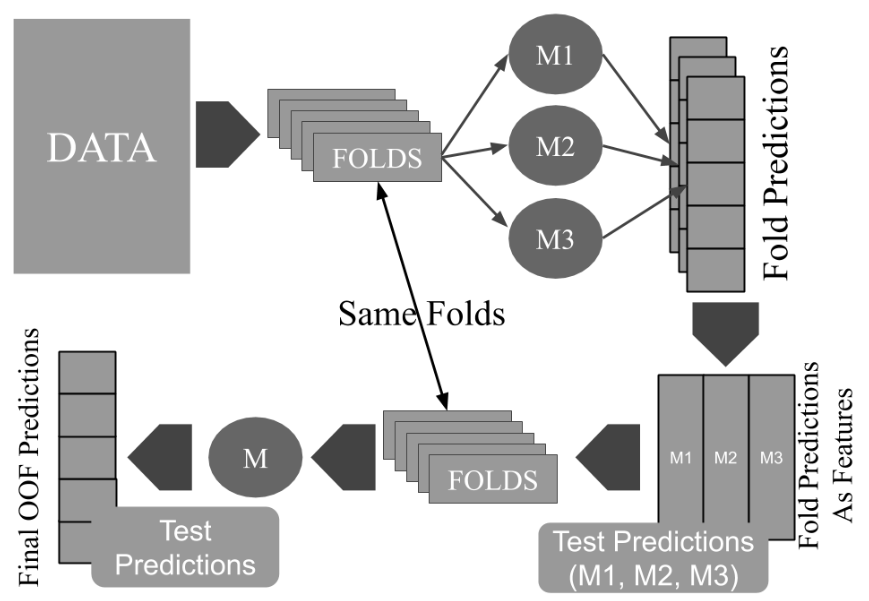 DATA
FOLDS
M1
M2
M3
Fold Predictions
Same Folds
Final OOF Predictions
M
FOLDS
M1
M2
M3
Fold Predictions
As Features
Test
Predictions
Test Predictions
(M1, M2, M3)